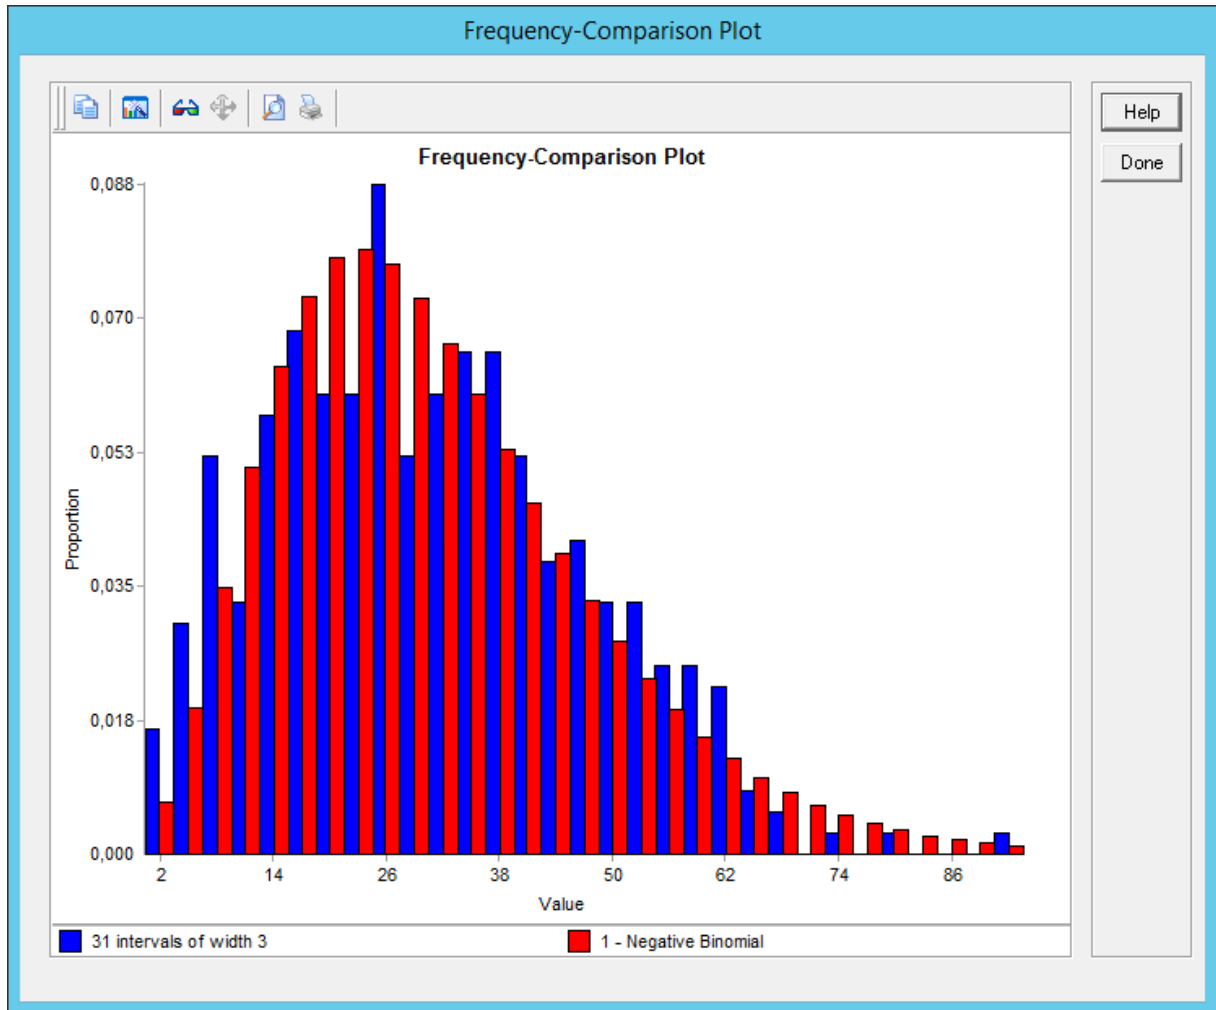 Frequency-Comparison Plot
Help
Done
Frequency-Comparison Plot
0,088
0,070
0,053
0,035
0,018
0,000
Proportion
2 14 26 38 50 62 74 86
Value
31 intervals of width 3
1 - Negative Binomial